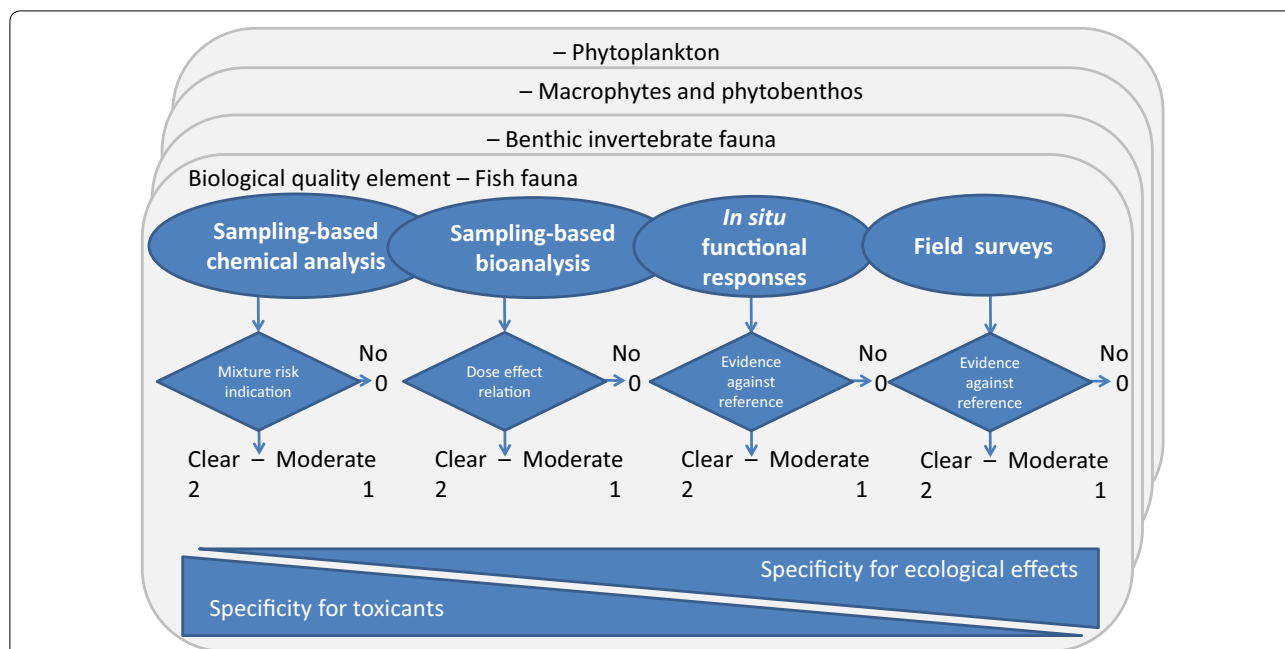 – Phytoplankton
– Macrophytes and phytobenthos
– Benthic invertebrate fauna
Biological quality element – Fish fauna
Sampling-based
chemical analysis
Sampling-based
bioanalysis
In situ
functional
responses
Field surveys
Mixture risk
indication
No
0
Dose effect
relation
No
0
Evidence
against
reference
No
0
Evidence
against
reference
No
0
Clear – Moderate
2 1
Clear – Moderate
2 1
Clear – Moderate
2 1
Clear – Moderate
2 1
Specificity for ecological effects
Specificity for toxicants